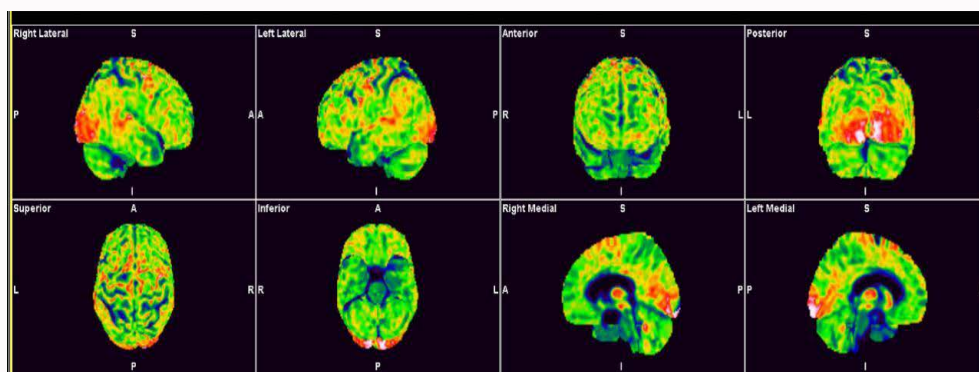 Right Lateral S
P A
I
Left Lateral S
A P
I
Anterior S
R L
I
Posterior S
L
I
Superior A
L R
P
Inferior A
R L
P
Right Medial S
A P
I
Left Medial S
P
I